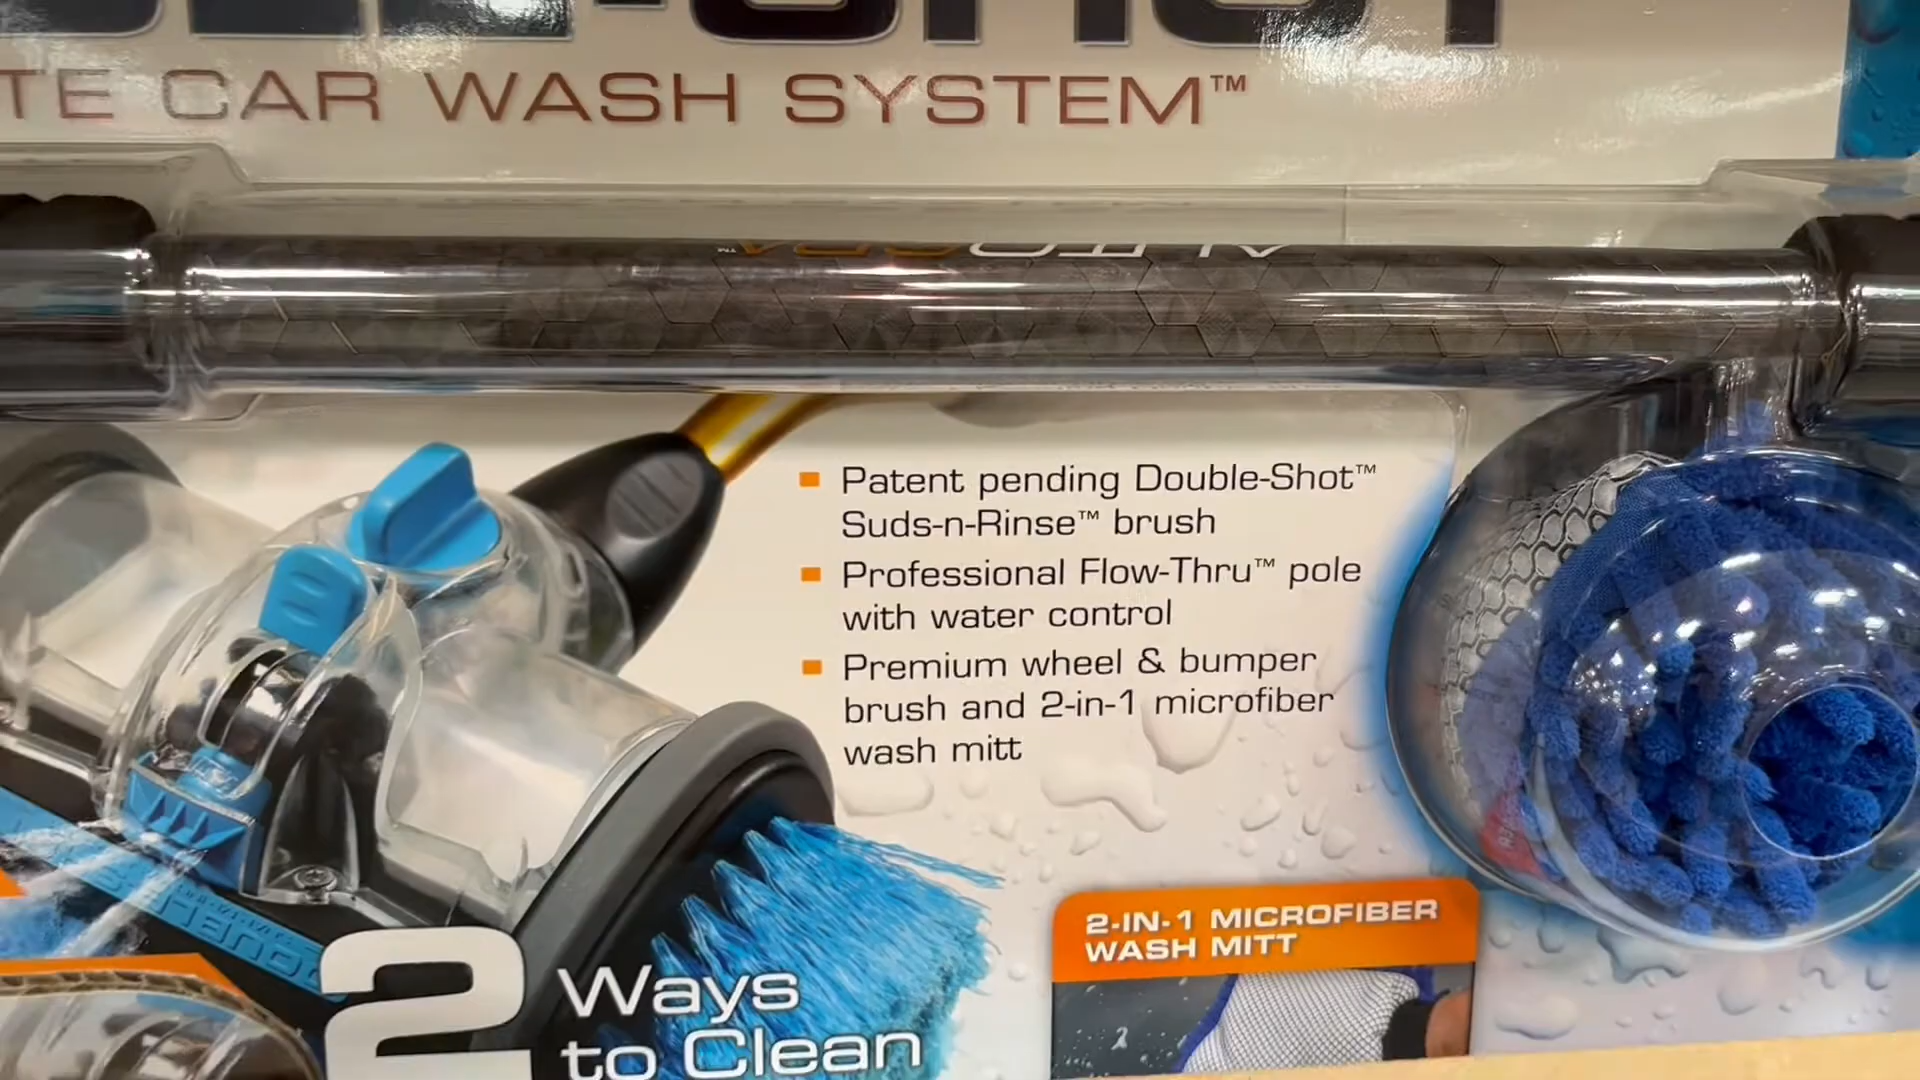 TE CAR WASH SYSTEM™
Patent pending Double-Shot™
Suds-n-Rinse™ brush
Professional Flow-Thru™ pole
with water control
Premium wheel & bumper
brush and 2-in-1 microfiber
wash mitt
2-IN-1 MICROFIBER
WASH MITT
2 Ways
to Clean